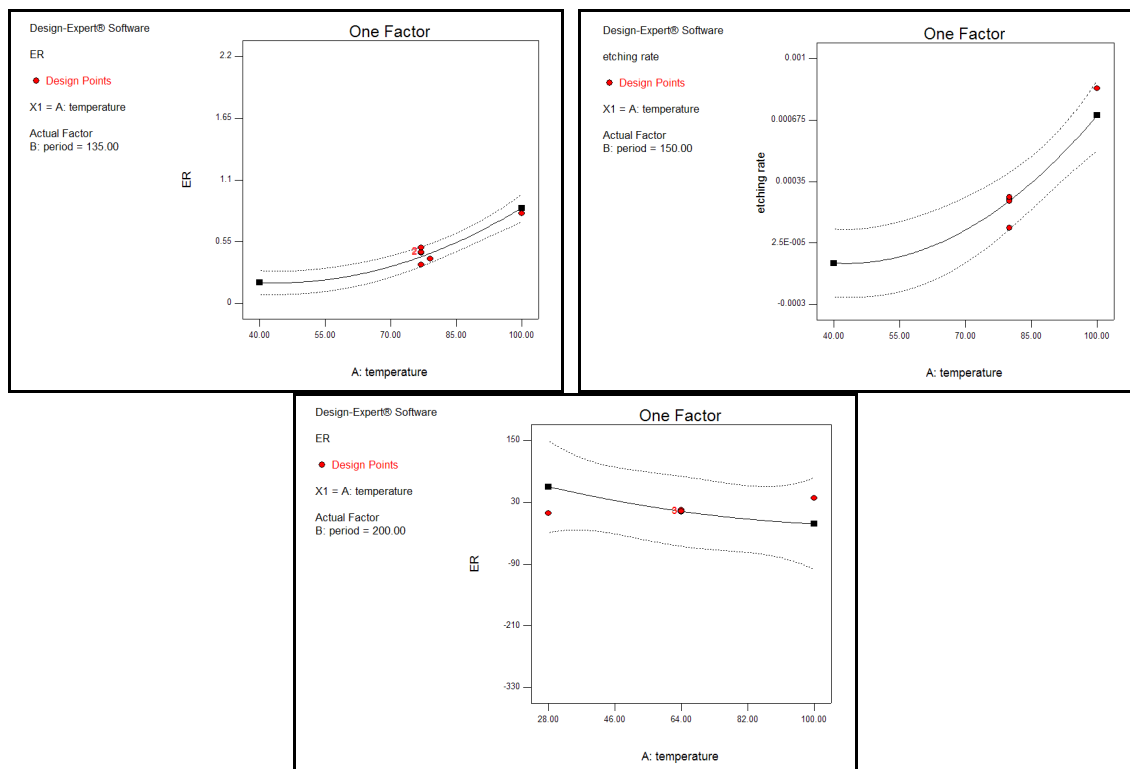 Design-Expert® Software
ER
Design Points
X1 = A: temperature
Actual Factor
B: period = 135.00
One Factor
2.2
1.65
1.1
0.55
0
ER
2
40.00 55.00 70.00 85.00 100.00
A: temperature
Design-Expert® Software
etching rate
Design Points
X1 = A: temperature
Actual Factor
B: period = 150.00
One Factor
0.001
0.000675
0.00035
2.5E-005
-0.0003
etching rate
40.00 55.00 70.00 85.00 100.00
A: temperature
Design-Expert® Software
ER
Design Points
X1 = A: temperature
Actual Factor
B: period = 200.00
One Factor
150
30
-90
-210
-330
ER
28.00 46.00 64.00 82.00 100.00
A: temperature